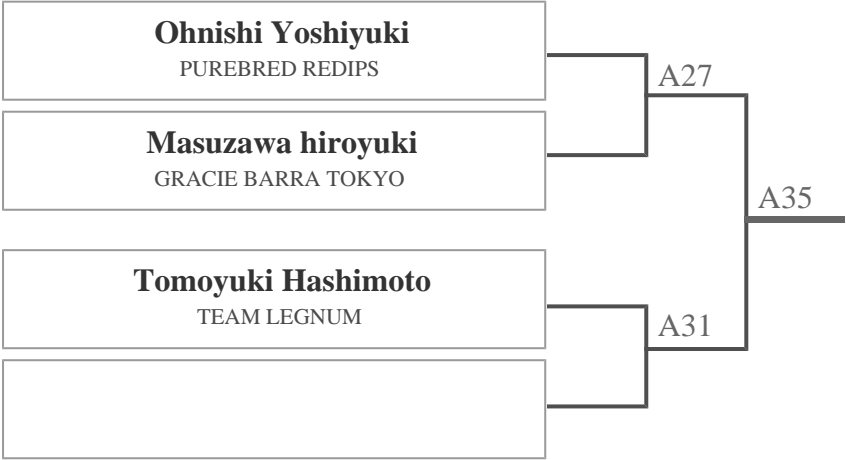 Ohnishi Yoshiyuki
PUREBRED REDIPS
A27
Masuzawa hiroyuki
GRACIE BARRA TOKYO
A35
Tomoyuki Hashimoto
TEAM LEGNUM
A31